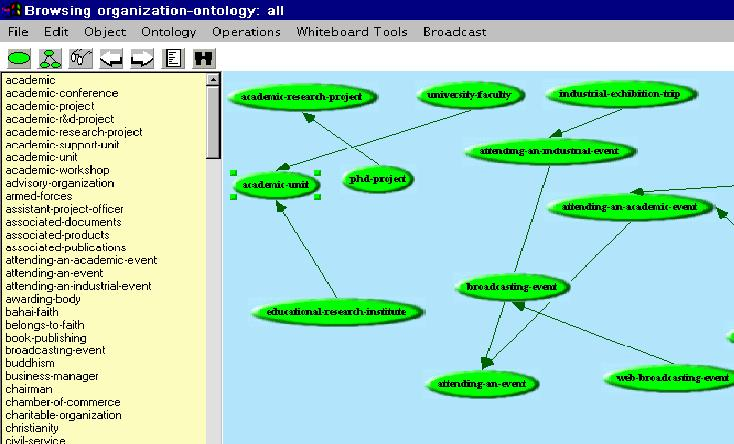 Browsing organization-ontology: all
File Edit Object Ontology Operations Whiteboard Tools Broadcast
academic
academic-conference
academic-project
academic-r&d-project
academic-research-project
academic-support-unit
academic-unit
academic-workshop
advisory-organization
armed-forces
assistant-project-officer
associated-documents
associated-products
associated-publications
attending-an-academic-event
attending-an-event
attending-an-industrial-event
awarding-body
bahai-faith
belongs-to-faith
book-publishing
broadcasting-event
buddhism
business-manager
chairman
chamber-of-commerce
charitable-organization
christianity
civil-service
academic-research-project
university-faculty
industrial-exhibition-trip
attending-an-industrial-event
academic-unit
phd-project
attending-an-academic-event
broadcasting-event
educational-research-institute
attending-an-event
web-broadcasting-event